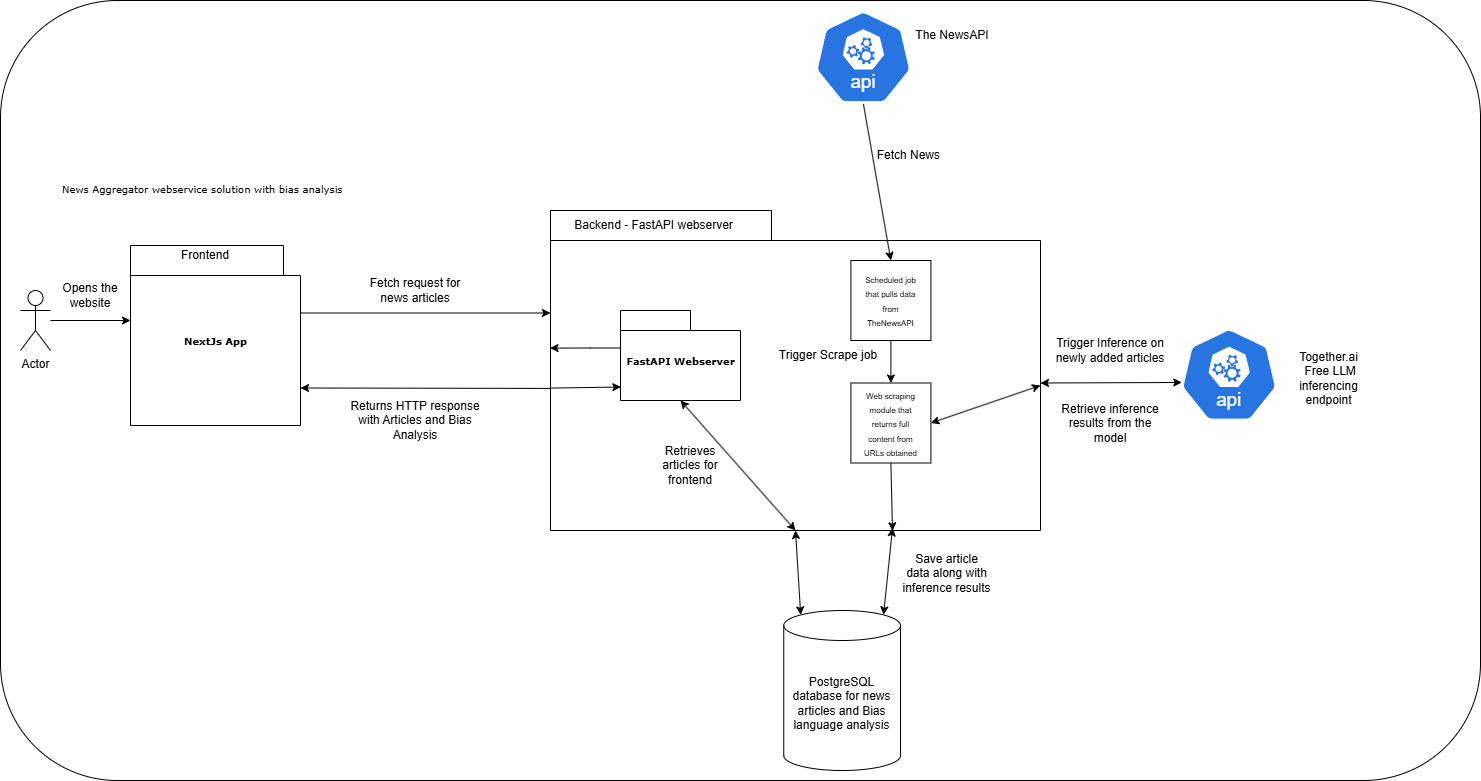 The NewsAPI
api
Fetch News
News Aggregator webservice solution with bias analysis
Backend - FastAPI webserver
Frontend
Opens the
website
Actor
NextJs App
Fetch request for
news articles
Returns HTTP response
with Articles and Bias
Analysis
FastAPI Webserver
Retrieves
articles for
frontend
Scheduled job
that pulls data
from
TheNewsAPI
Trigger Scrape job
Web scraping
module that
returns full
content from
URLs obtained
Trigger Inference on
newly added articles
Retrieve inference
results from the
model
api
Together.ai
Free LLM
inferencing
endpoint
Save article
data along with
inference results
PostgreSQL
database for news
articles and Bias
language analysis